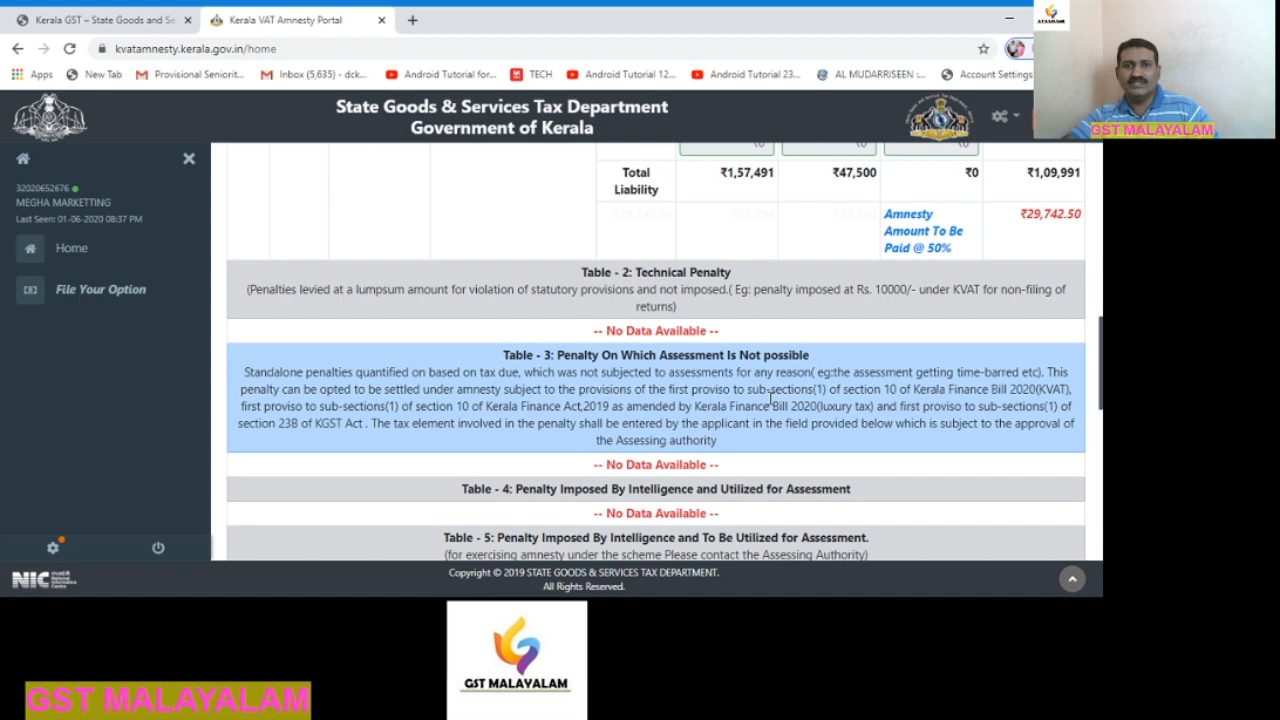 Kerala GST – State Goods and Se
Kerala VAT Amnesty Portal
kvatamnesty.kerala.gov.in/home
Apps
New Tab
Provisional Seniorit...
Inbox (5,635) - dck...
Android Tutorial for...
TECH
Android Tutorial 12...
Android Tutorial 23...
AL MUDARRISEEN :...
Account Settings
GST MALAYALAM
State Goods & Services Tax Department
Government of Kerala
32020652676
MEGHA MARKETTING
Last Seen: 01-06-2020 08:37 PM
Home
File Your Option
₹0 ₹0 ₹0
Total Liability ₹1,57,491 ₹47,500 ₹0 ₹1,09,991
Amnesty Amount To Be Paid @ 50% ₹29,742.50
Table - 2: Technical Penalty
(Penalties levied at a lumpsum amount for violation of statutory provisions and not imposed.( Eg: penalty imposed at Rs. 10000/- under KVAT for non-filing of
returns)
-- No Data Available --
Table - 3: Penalty On Which Assessment Is Not possible
Standalone penalties quantified on based on tax due, which was not subjected to assessments for any reason( eg:the assessment getting time-barred etc). This
penalty can be opted to be settled under amnesty subject to the provisions of the first proviso to sub-sections(1) of section 10 of Kerala Finance Bill 2020(KVAT),
first proviso to sub-sections(1) of section 10 of Kerala Finance Act,2019 as amended by Kerala Finance Bill 2020(luxury tax) and first proviso to sub-sections(1) of
section 23B of KGST Act . The tax element involved in the penalty shall be entered by the applicant in the field provided below which is subject to the approval of
the Assessing authority
-- No Data Available --
Table - 4: Penalty Imposed By Intelligence and Utilized for Assessment
-- No Data Available --
Table - 5: Penalty Imposed By Intelligence and To Be Utilized for Assessment.
(for exercising amnesty under the scheme Please contact the Assessing Authority)
NIC
Copyright © 2019 STATE GOODS & SERVICES TAX DEPARTMENT.
All Rights Reserved.
GST MALAYALAM
GST MALAYALAM